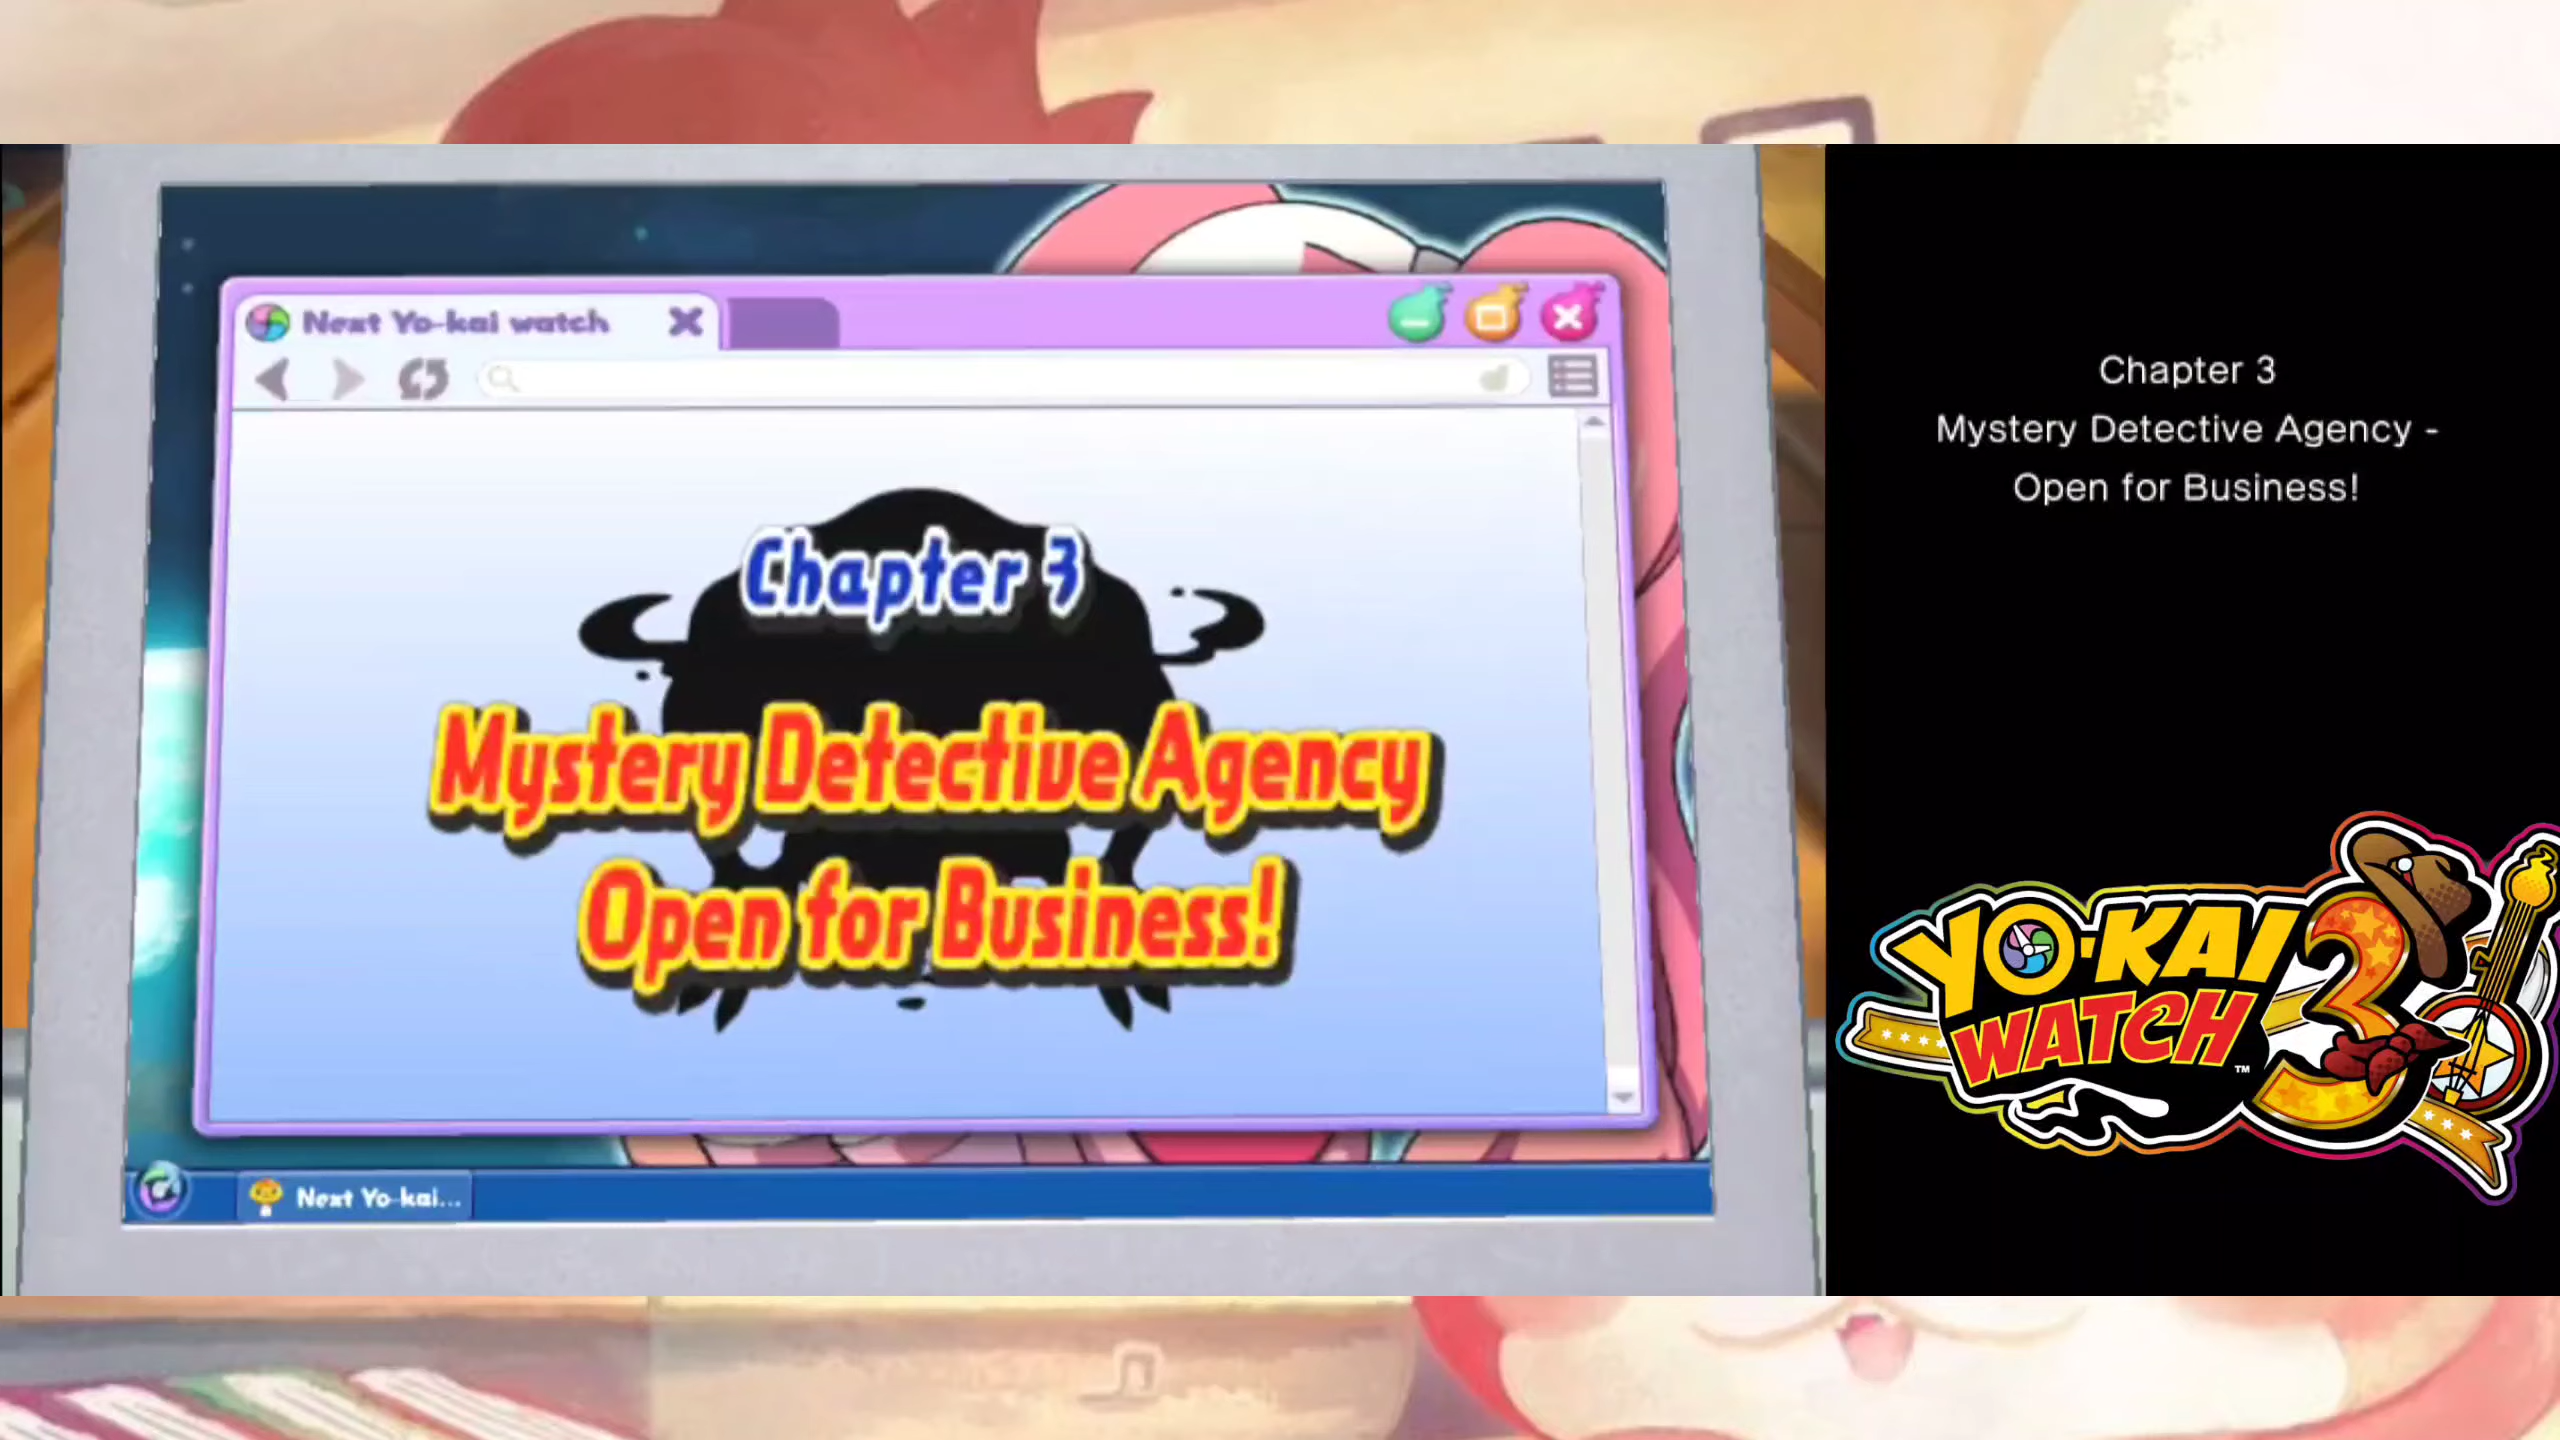 Next Yo-kai watch
Chapter 3
Mystery Detective Agency
Open for Business!
Next Yo-kai...
Chapter 3
Mystery Detective Agency -
Open for Business!
YO-KAI
WATCH 3
TM